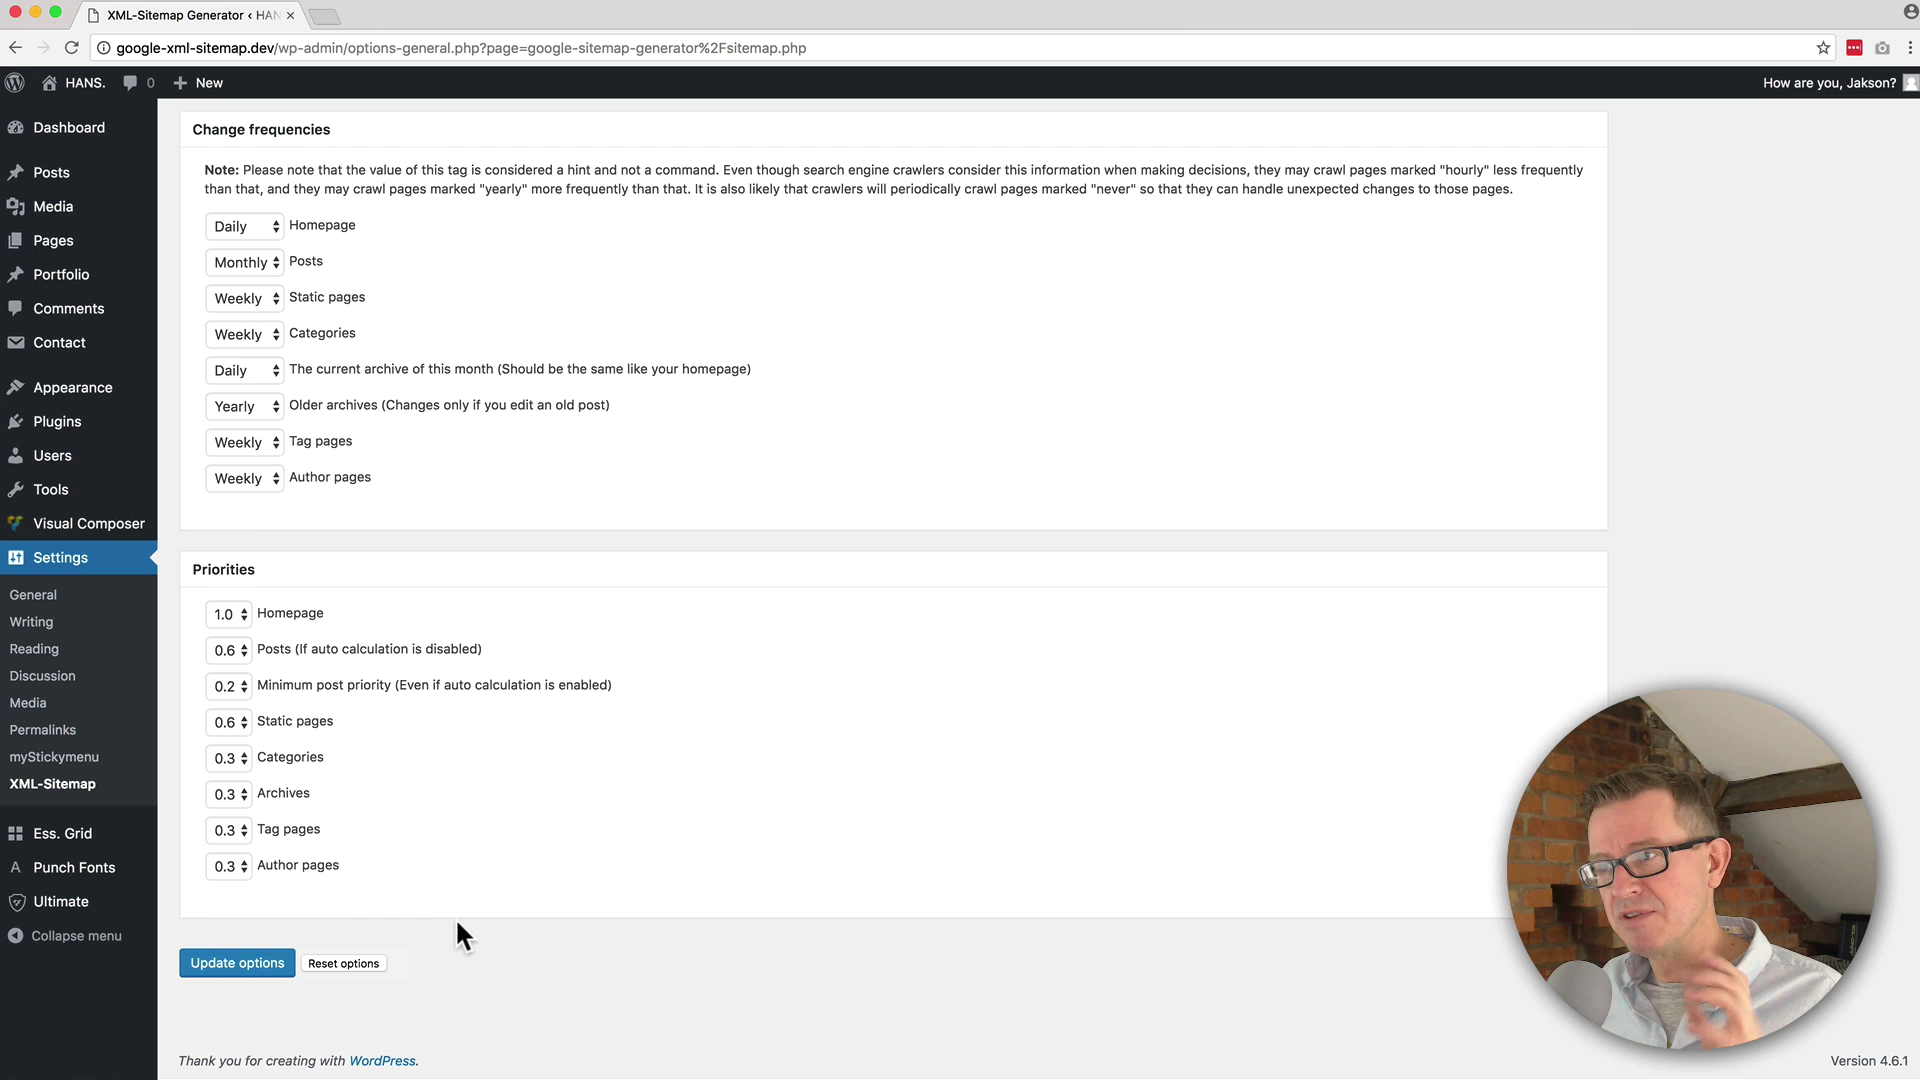 XML-Sitemap Generator ‹ HAN
google-xml-sitemap.dev/wp-admin/options-general.php?page=google-sitemap-generator%2Fsitemap.php
HANS. 0 New How are you, Jakson?
Dashboard
Posts
Media
Pages
Portfolio
Comments
Contact
Appearance
Plugins
Users
Tools
Visual Composer
Settings
General
Writing
Reading
Discussion
Media
Permalinks
myStickymenu
XML-Sitemap
Ess. Grid
Punch Fonts
Ultimate
Collapse menu
Change frequencies
Note: Please note that the value of this tag is considered a hint and not a command. Even though search engine crawlers consider this information when making decisions, they may crawl pages marked "hourly" less frequently
than that, and they may crawl pages marked "yearly" more frequently than that. It is also likely that crawlers will periodically crawl pages marked "never" so that they can handle unexpected changes to those pages.
Daily Homepage
Monthly Posts
Weekly Static pages
Weekly Categories
Daily The current archive of this month (Should be the same like your homepage)
Yearly Older archives (Changes only if you edit an old post)
Weekly Tag pages
Weekly Author pages
Priorities
1.0 Homepage
0.6 Posts (If auto calculation is disabled)
0.2 Minimum post priority (Even if auto calculation is enabled)
0.6 Static pages
0.3 Categories
0.3 Archives
0.3 Tag pages
0.3 Author pages
Update options Reset options
Thank you for creating with WordPress. Version 4.6.1